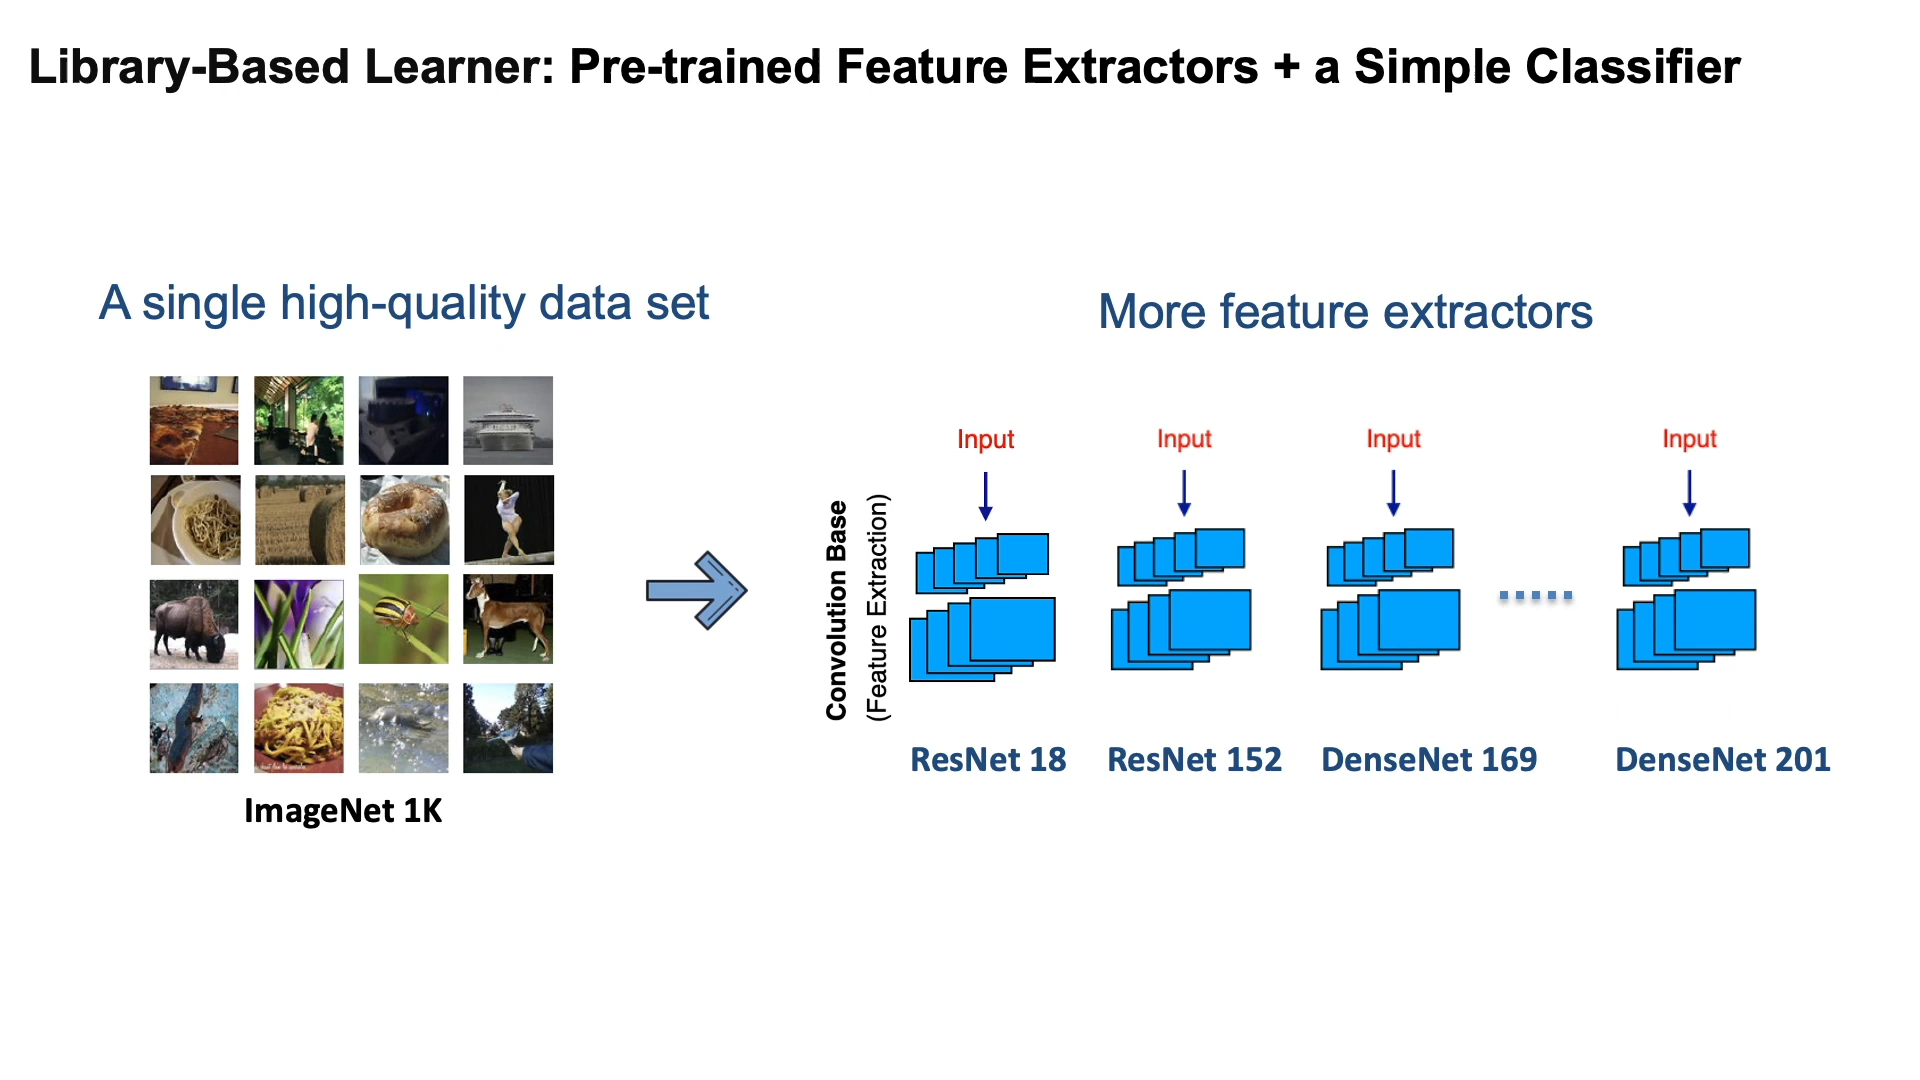 Library-Based Learner: Pre-trained Feature Extractors + a Simple Classifier
A single high-quality data set
ImageNet 1K
More feature extractors
Input
Input
Input
Input
Convolution Base
(Feature Extraction)
ResNet 18
ResNet 152
DenseNet 169
DenseNet 201